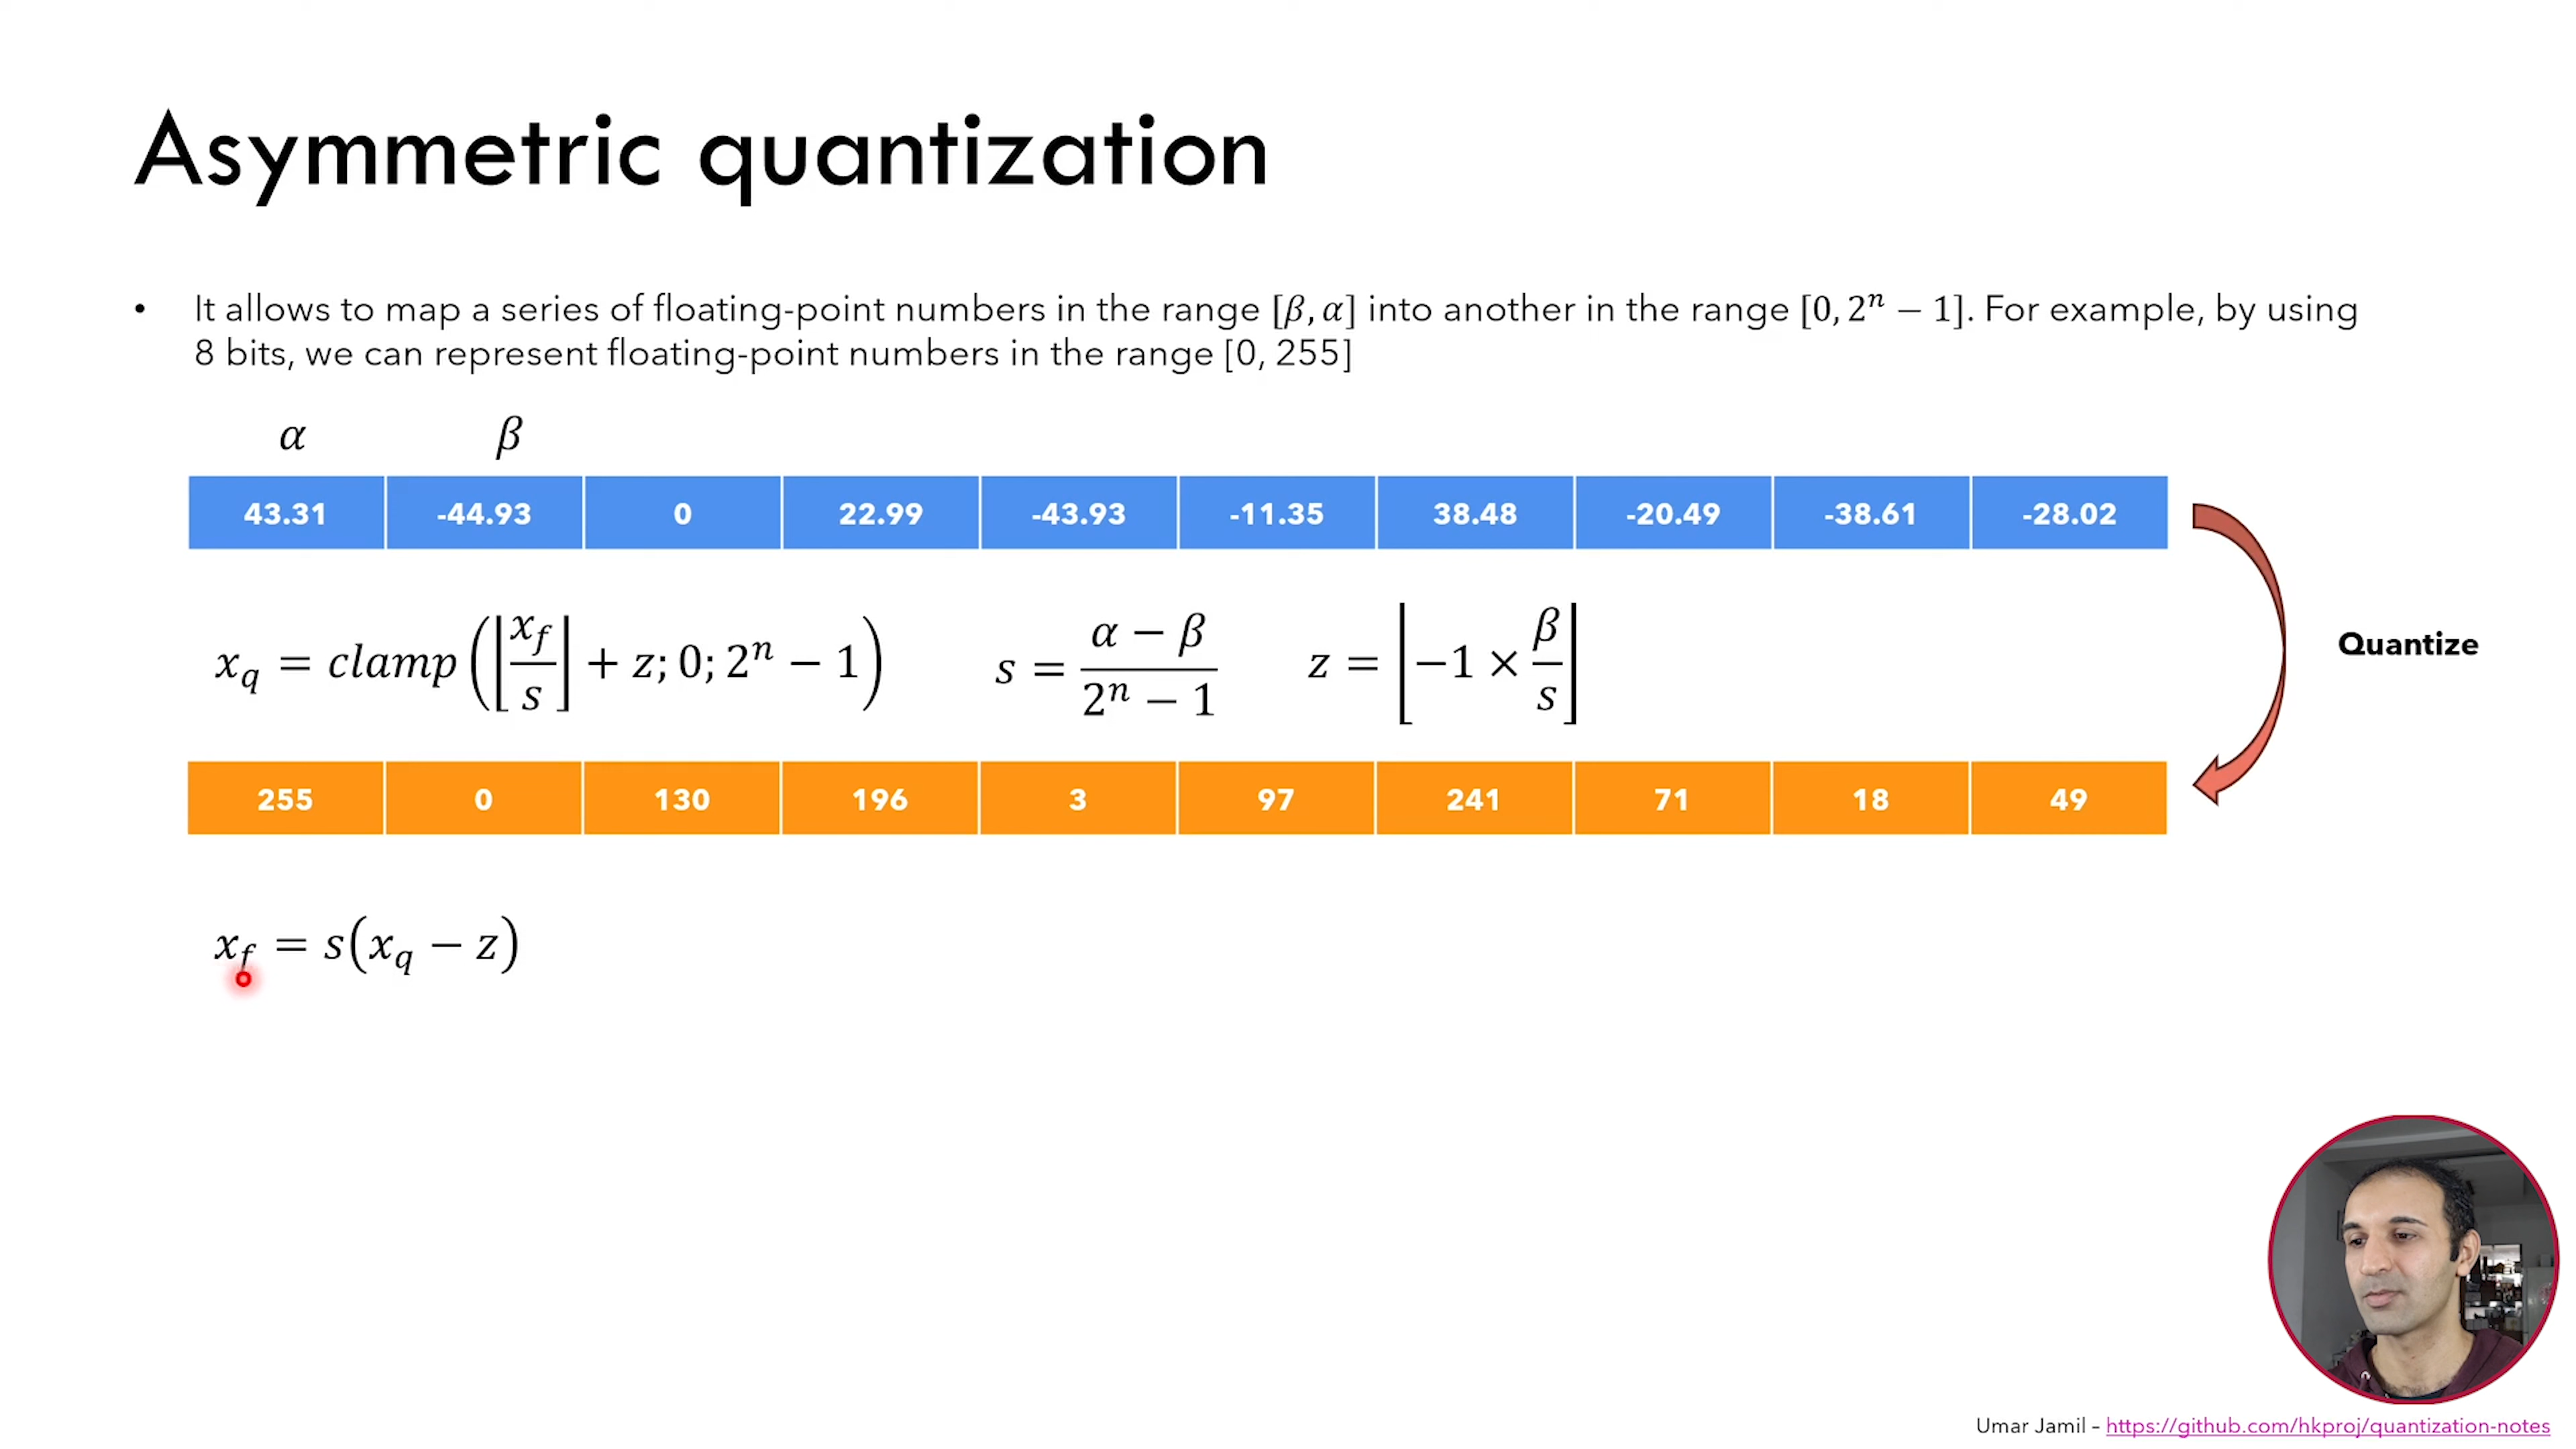 Asymmetric quantization
• It allows to map a series of floating-point numbers in the range [β, α] into another in the range [0, 2ⁿ − 1]. For example, by using
8 bits, we can represent floating-point numbers in the range [0, 255]
α β
43.31 -44.93 0 22.99 -43.93 -11.35 38.48 -20.49 -38.61 -28.02
x_q = clamp(⌊x_f/s⌋ + z; 0; 2ⁿ − 1) s = (α − β)/(2ⁿ − 1) z = ⌊−1 × β/s⌋
Quantize
255 0 130 196 3 97 241 71 18 49
x_f = s(x_q − z)
Umar Jamil – https://github.com/hkproj/quantization-notes